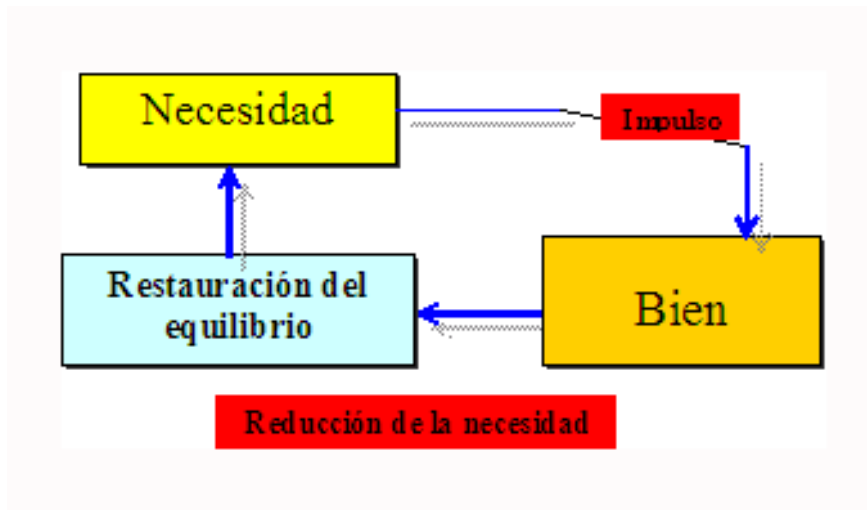 Necesidad
Impulso
Restauración del
equilibrio
Bien
Reducción de la necesidad